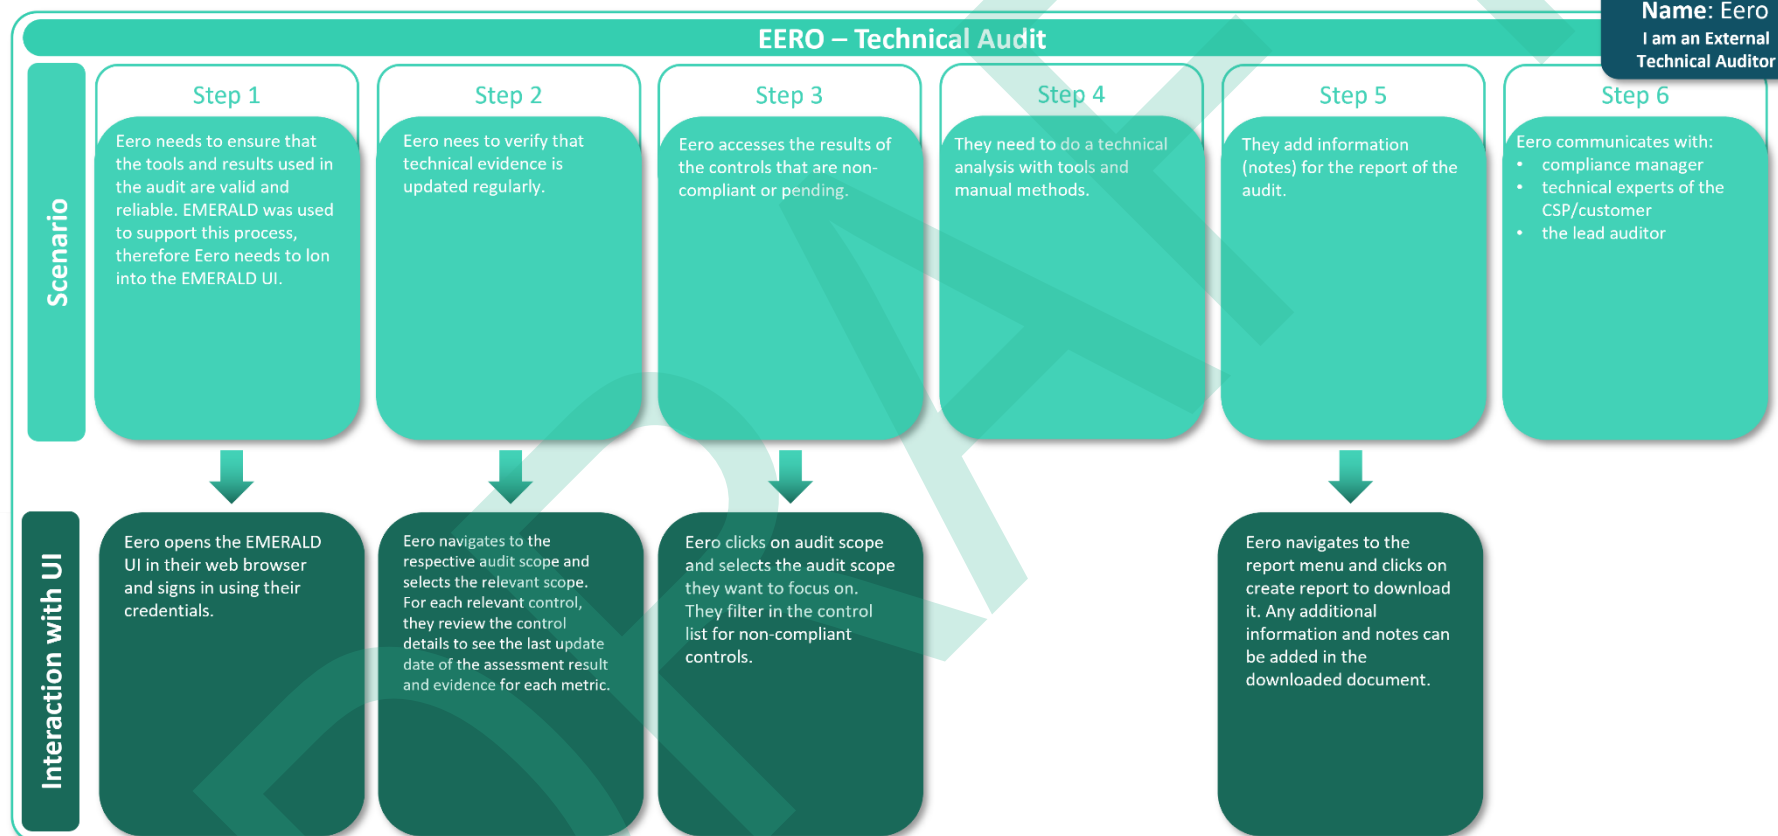 EERO – Technical Audit
Name: Eero
I am an External
Technical Auditor
Scenario
Step 1
Eero needs to ensure that
the tools and results used in
the audit are valid and
reliable. EMERALD was used
to support this process,
therefore Eero needs to lon
into the EMERALD UI.
Step 2
Eero nees to verify that
technical evidence is
updated regularly.
Step 3
Eero accesses the results of
the controls that are non-
compliant or pending.
Step 4
They need to do a technical
analysis with tools and
manual methods.
Step 5
They add information
(notes) for the report of the
audit.
Step 6
Eero communicates with:
• compliance manager
• technical experts of the
CSP/customer
• the lead auditor
Interaction with UI
Eero opens the EMERALD
UI in their web browser
and signs in using their
credentials.
Eero navigates to the
respective audit scope and
selects the relevant scope.
For each relevant control,
they review the control
details to see the last update
date of the assessment result
and evidence for each metric.
Eero clicks on audit scope
and selects the audit scope
they want to focus on.
They filter in the control
list for non-compliant
controls.
Eero navigates to the
report menu and clicks on
create report to download
it. Any additional
information and notes can
be added in the
downloaded document.
DRAFT